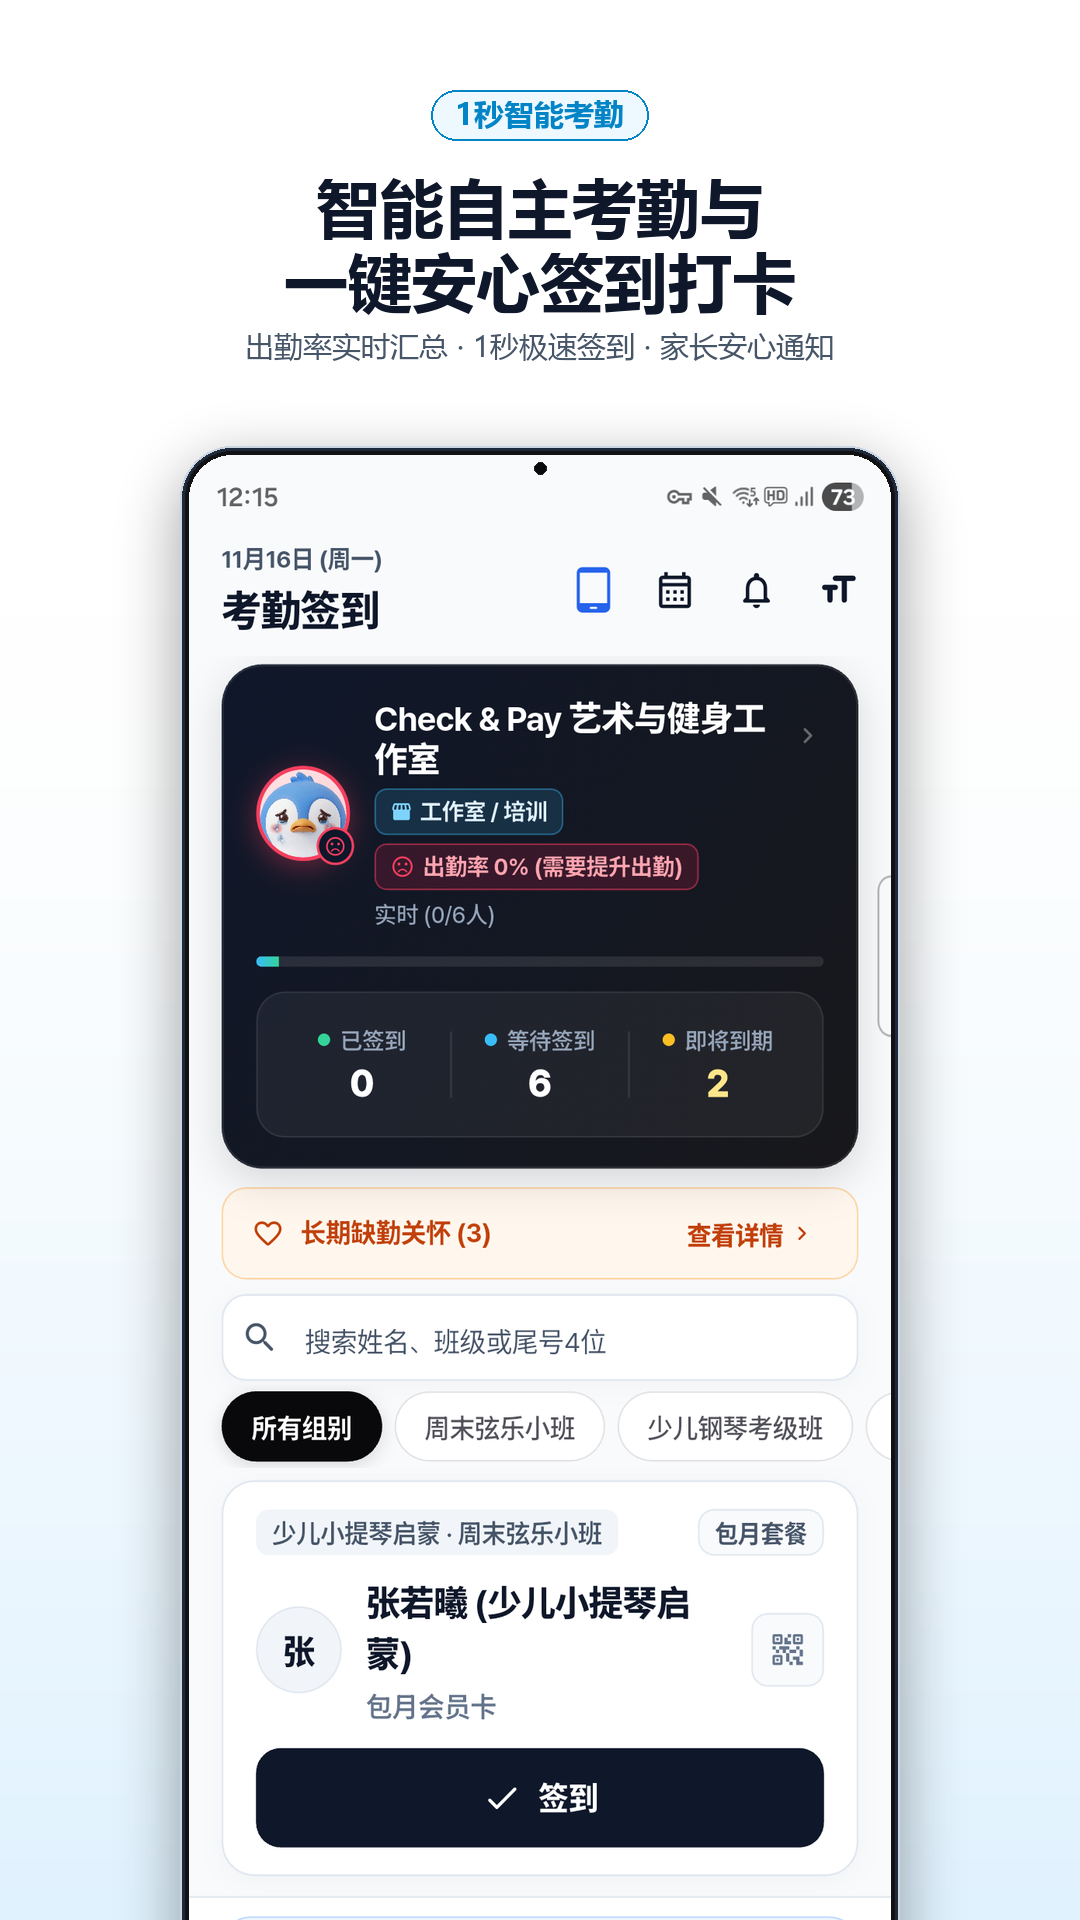 1秒智能考勤
智能自主考勤与
一键安心签到打卡
出勤率实时汇总 · 1秒极速签到 · 家长安心通知
12:15
5
HD
73
11月16日 (周一)
考勤签到
Check & Pay 艺术与健身工
作室
工作室 / 培训
出勤率 0% (需要提升出勤)
实时 (0/6人)
已签到
等待签到
即将到期
0
6
2
长期缺勤关怀 (3)
查看详情
搜索姓名、班级或尾号4位
所有组别
周末弦乐小班
少儿钢琴考级班
少儿小提琴启蒙 · 周末弦乐小班
包月套餐
张
张若曦 (少儿小提琴启
蒙)
包月会员卡
签到